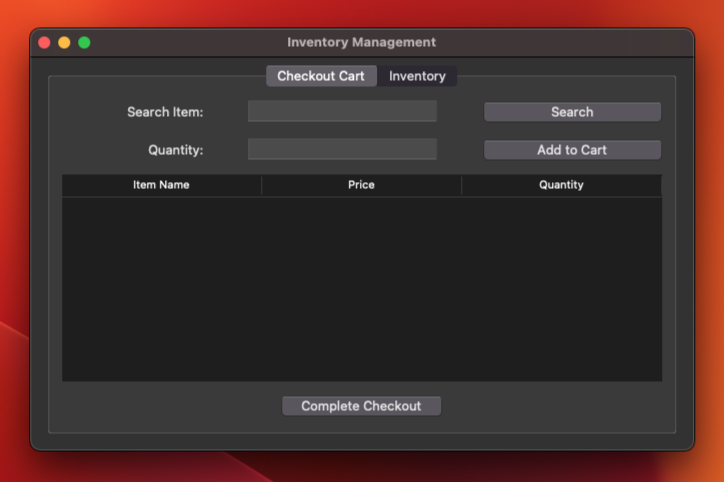 Inventory Management
Checkout Cart Inventory
Search Item: Search
Quantity: Add to Cart
Item Name Price Quantity
Complete Checkout